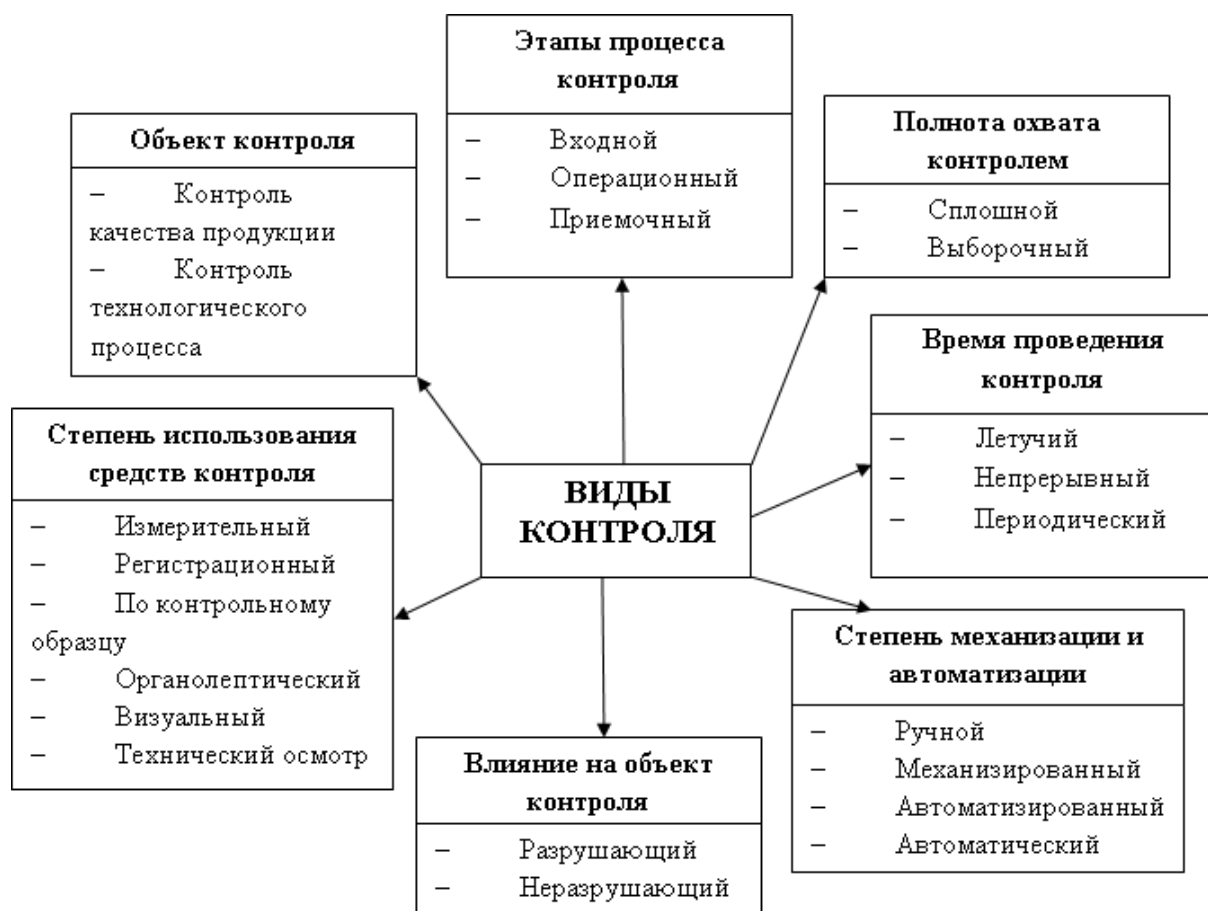 Этапы процесса
контроля
– Входной
– Операционный
– Приемочный
Объект контроля
– Контроль
качества продукции
– Контроль
технологического
процесса
Полнота охвата
контролем
– Сплошной
– Выборочный
Время проведения
контроля
– Летучий
– Непрерывный
– Периодический
Степень использования
средств контроля
– Измерительный
– Регистрационный
– По контрольному
образцу
– Органолептический
– Визуальный
– Технический осмотр
ВИДЫ
КОНТРОЛЯ
Степень механизации и
автоматизации
– Ручной
– Механизированный
– Автоматизированный
– Автоматический
Влияние на объект
контроля
– Разрушающий
– Неразрушающий